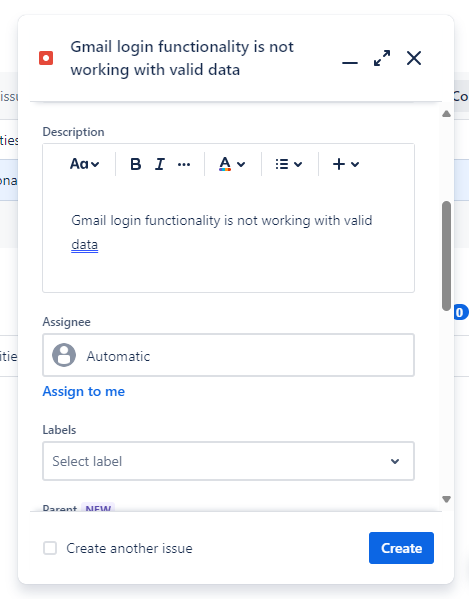 Gmail login functionality is not
working with valid data
issu
Co
Description
ties
Aa
B I ... A
ona
Gmail login functionality is not working with valid
data
0
Assignee
Automatic
itie
Assign to me
Labels
Select label
Parent NEW
Create another issue
Create